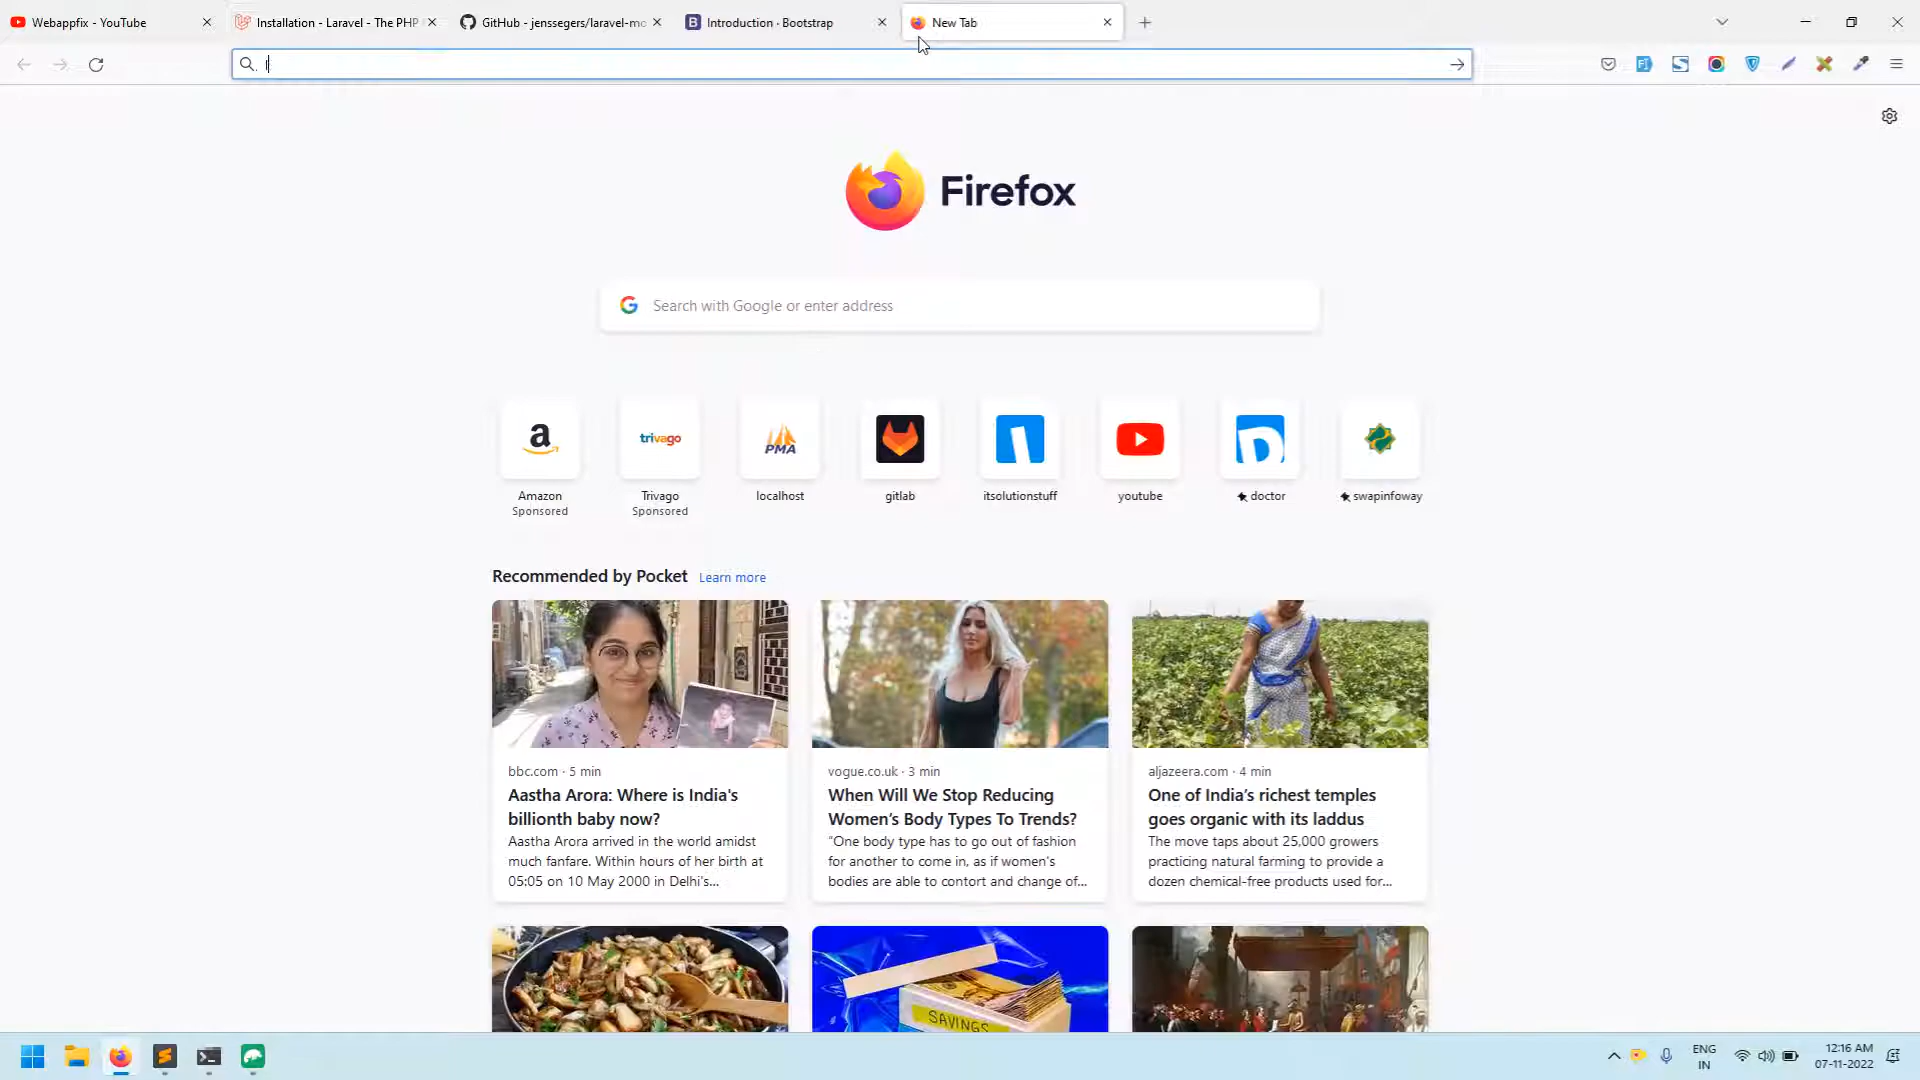 Webappfix - YouTube
Installation - Laravel - The PHP
GitHub - jenssegers/laravel-mo
Introduction · Bootstrap
New Tab
l
Firefox
Search with Google or enter address
a
trivago
PMA
Amazon
Sponsored
Trivago
Sponsored
localhost
gitlab
itsolutionstuff
youtube
doctor
swapinfoway
Recommended by Pocket Learn more
bbc.com · 5 min
Aastha Arora: Where is India's
billionth baby now?
Aastha Arora arrived in the world amidst
much fanfare. Within hours of her birth at
05:05 on 10 May 2000 in Delhi's...
vogue.co.uk · 3 min
When Will We Stop Reducing
Women’s Body Types To Trends?
“One body type has to go out of fashion
for another to come in, as if women's
bodies are able to contort and change of...
aljazeera.com · 4 min
One of India’s richest temples
goes organic with its laddus
The move taps about 25,000 growers
practicing natural farming to provide a
dozen chemical-free products used for...
SAVINGS
ENG
IN
12:16 AM
07-11-2022